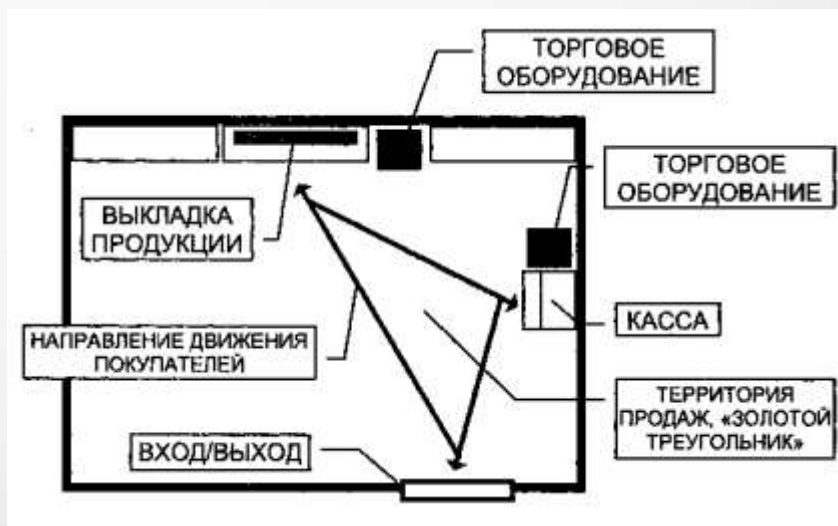 ТОРГОВОЕ
ОБОРУДОВАНИЕ
ТОРГОВОЕ
ОБОРУДОВАНИЕ
ВЫКЛАДКА
ПРОДУКЦИИ
КАССА
НАПРАВЛЕНИЕ ДВИЖЕНИЯ
ПОКУПАТЕЛЕЙ
ТЕРРИТОРИЯ
ПРОДАЖ, «ЗОЛОТОЙ
ТРЕУГОЛЬНИК»
ВХОД/ВЫХОД